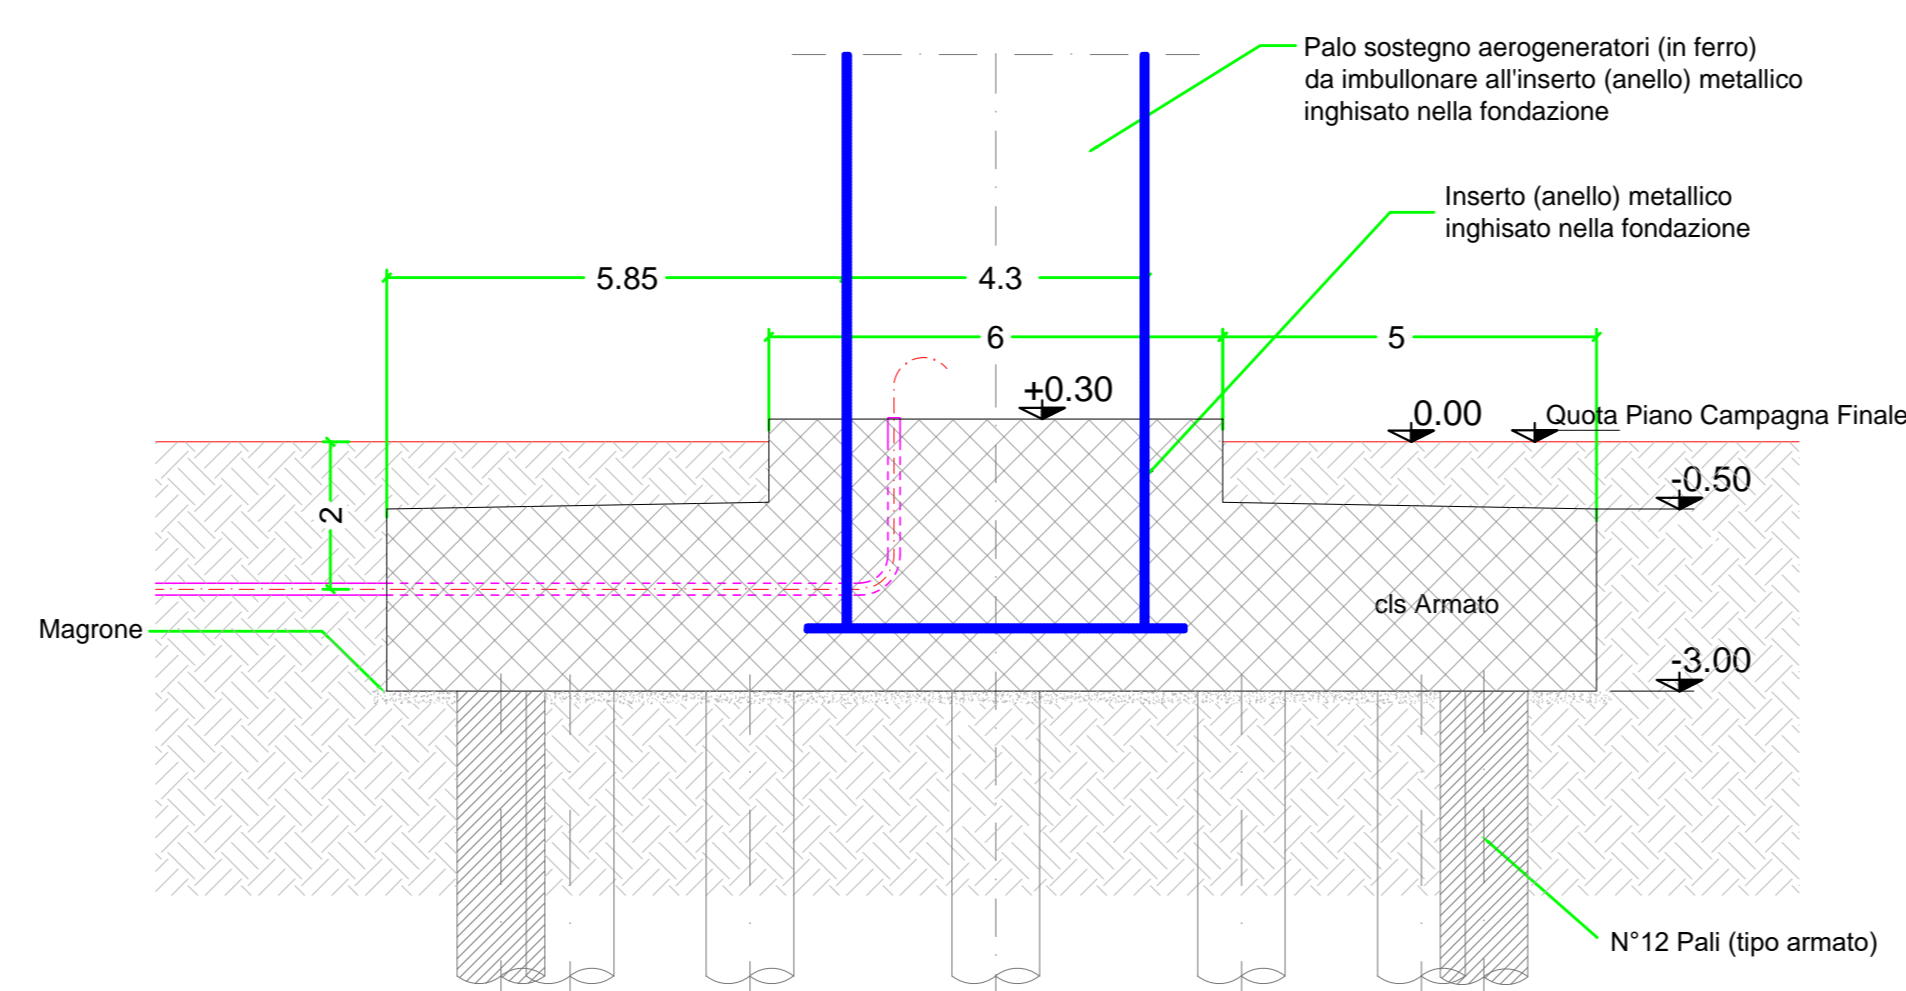 Palo sostegno aerogeneratori (in ferro)
da imbullonare all'inserto (anello) metallico
inghisato nella fondazione
Inserto (anello) metallico
inghisato nella fondazione
5.85
4.3
6
5
+0.30
0.00
Quota Piano Campagna Finale
-0.50
2
cls Armato
Magrone
-3.00
N°12 Pali (tipo armato)